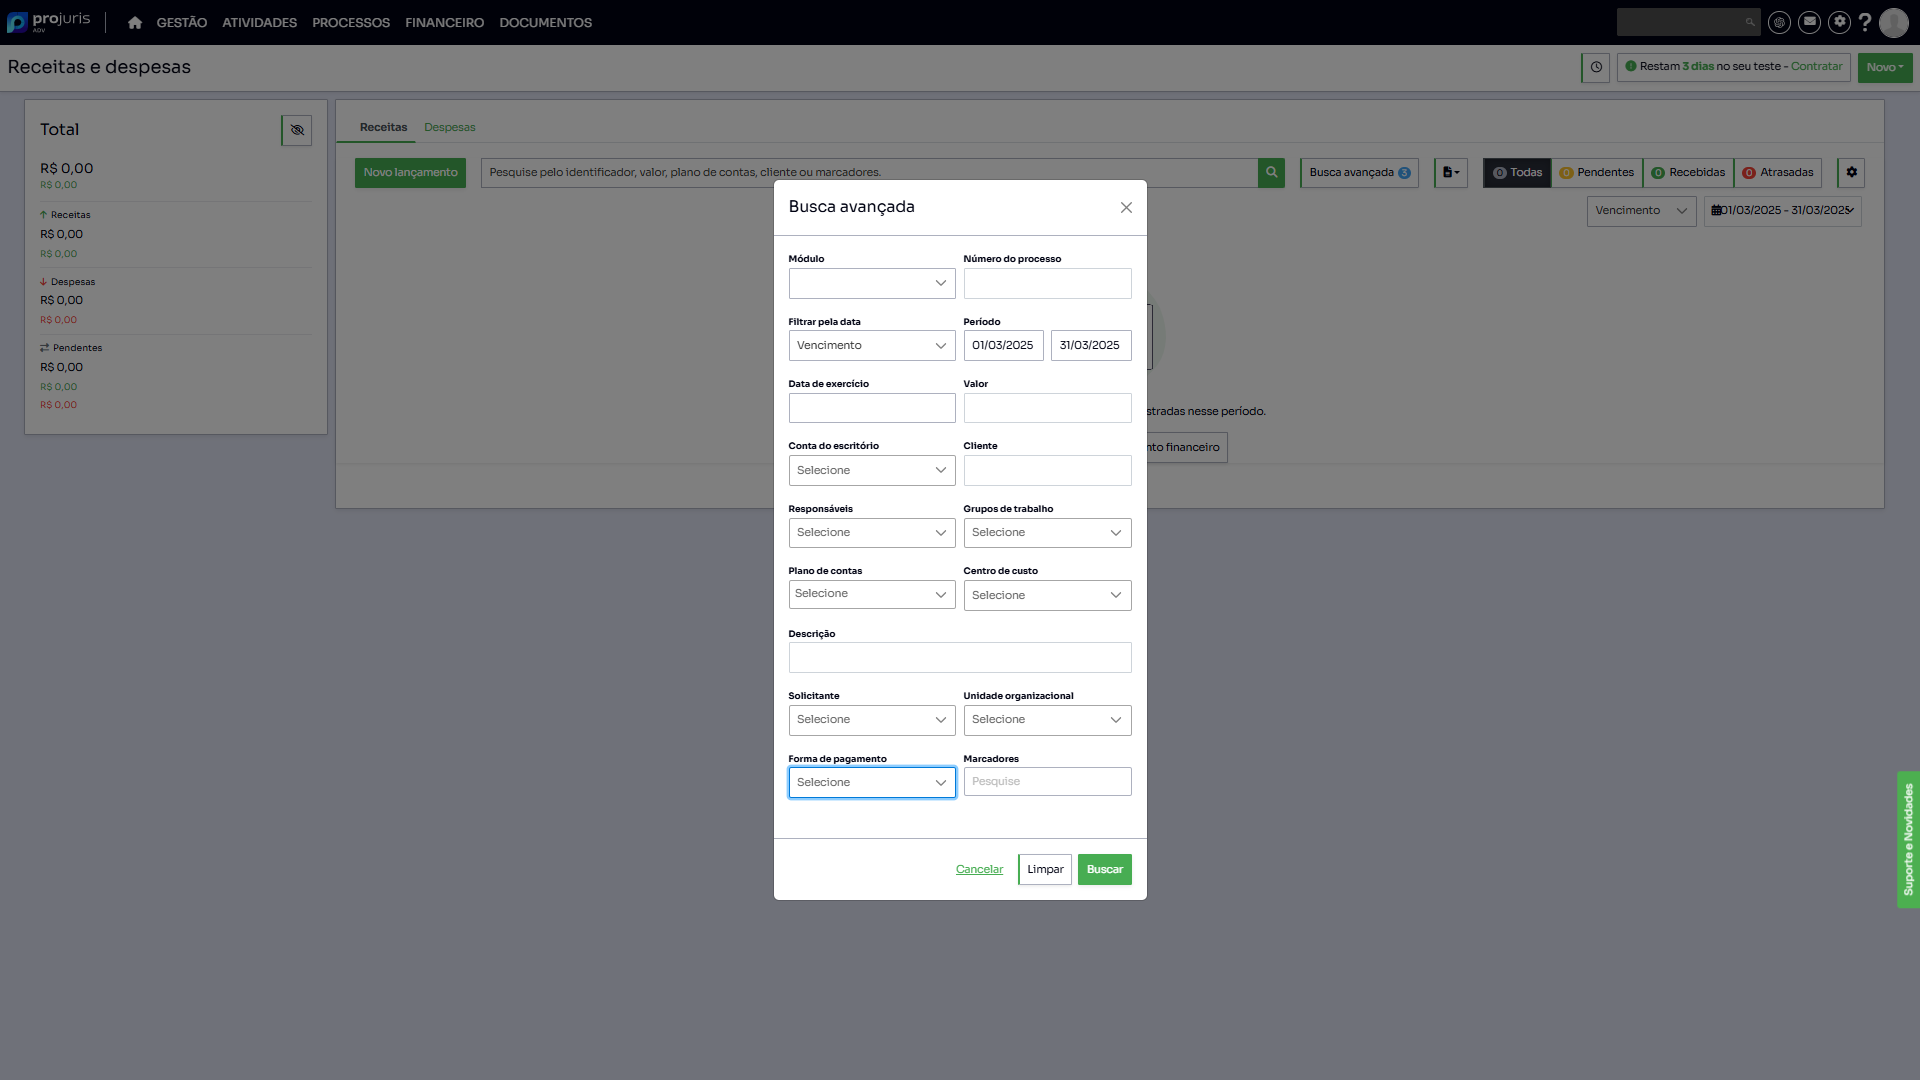 projuris
ADV
GESTÃO
ATIVIDADES
PROCESSOS
FINANCEIRO
DOCUMENTOS
?
Receitas e despesas
Restam 3 dias no seu teste - Contratar
Novo
Total
R$ 0,00
R$ 0,00
Receitas
R$ 0,00
R$ 0,00
Despesas
R$ 0,00
R$ 0,00
Pendentes
R$ 0,00
R$ 0,00
R$ 0,00
Receitas
Despesas
Novo lançamento
Pesquise pelo identificador, valor, plano de contas, cliente ou marcadores.
Busca avançada 3
0 Todas
0 Pendentes
0 Recebidas
0 Atrasadas
Vencimento
01/03/2025 - 31/03/2025
stradas nesse período.
nto financeiro
Busca avançada
Módulo
Número do processo
Filtrar pela data
Período
Vencimento
01/03/2025
31/03/2025
Data de exercício
Valor
Conta do escritório
Cliente
Selecione
Responsáveis
Grupos de trabalho
Selecione
Selecione
Plano de contas
Centro de custo
Selecione
Selecione
Descrição
Solicitante
Unidade organizacional
Selecione
Selecione
Forma de pagamento
Marcadores
Selecione
Pesquise
Cancelar
Limpar
Buscar
Suporte e Novidades